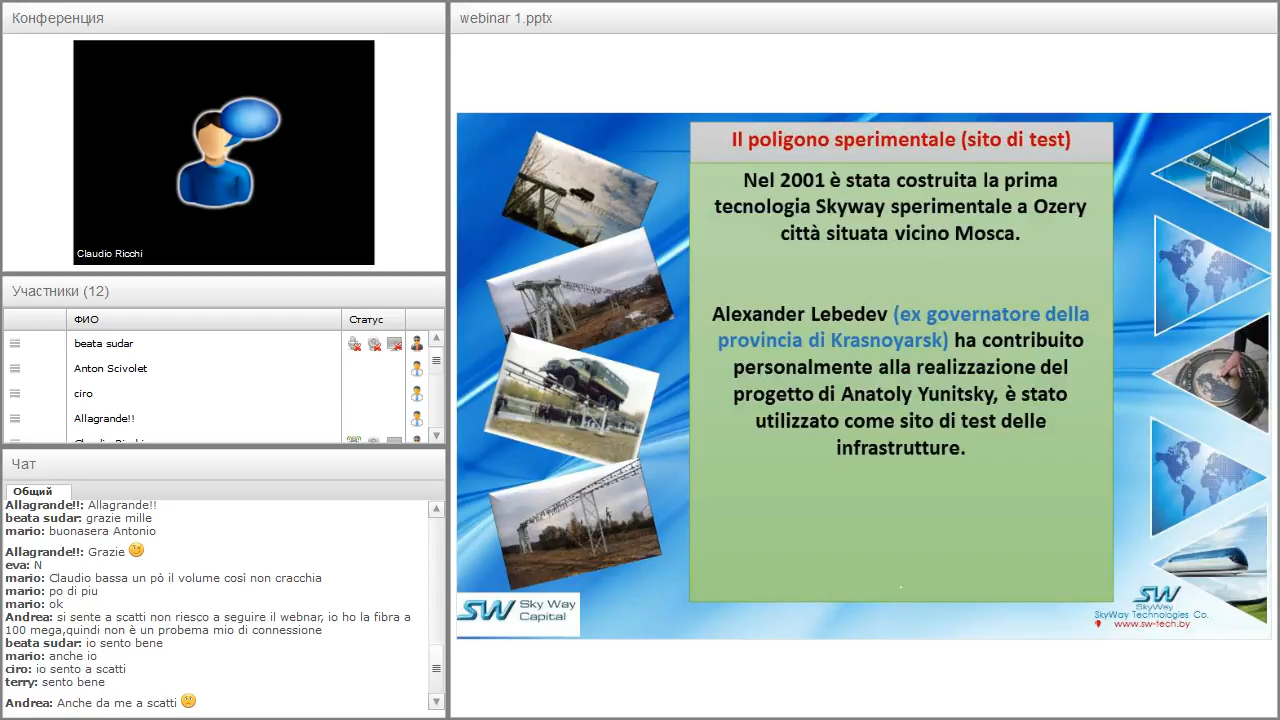 Конференция
Claudio Ricchi
Участники (12)
ФИО
Статус
beata sudar
Anton Scivolet
ciro
Allagrande!!
Чат
Общий
Allagrande!!: Allagrande!!
beata sudar: grazie mille
mario: buonasera Antonio
Allagrande!!: Grazie
eva: N
mario: Claudio bassa un pò il volume così non cracchia
mario: po di piu
mario: ok
Andrea: si sente a scatti non riesco a seguire il webnar, io ho la fibra a
100 mega,quindi non è un probema mio di connessione
beata sudar: io sento bene
mario: anche io
ciro: io sento a scatti
terry: sento bene
Andrea: Anche da me a scatti
webinar 1.pptx
Il poligono sperimentale (sito di test)
Nel 2001 è stata costruita la prima
tecnologia Skyway sperimentale a Ozery
città situata vicino Mosca.
Alexander Lebedev (ex governatore della
provincia di Krasnoyarsk) ha contribuito
personalmente alla realizzazione del
progetto di Anatoly Yunitsky, è stato
utilizzato come sito di test delle
infrastrutture.
SW Sky Way
Capital
SW
SkyWay
SkyWay Technologies Co.
www.sw-tech.by